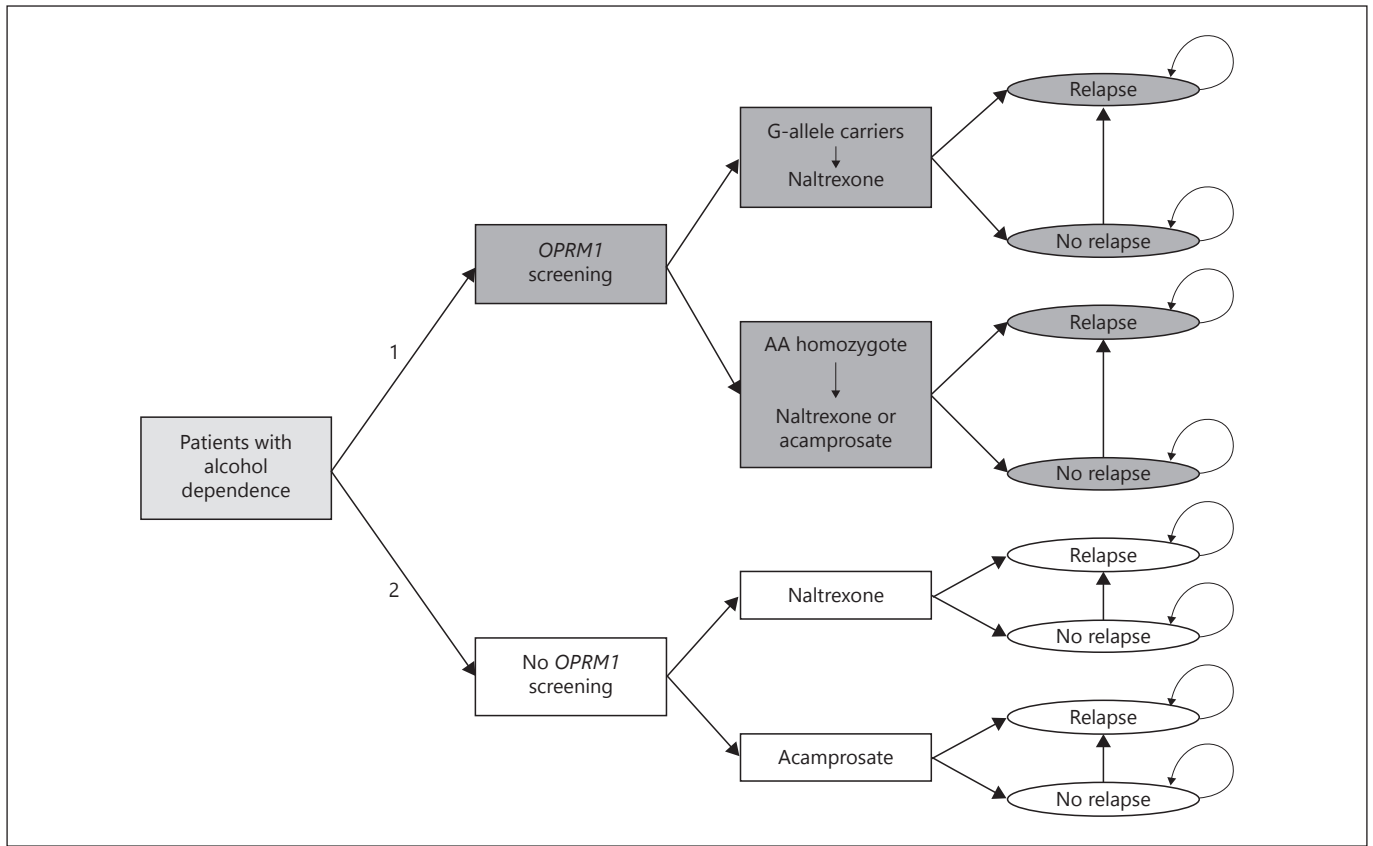 Patients with
alcohol
dependence
1
2
OPRM1
screening
No OPRM1
screening
G-allele carriers
Naltrexone
AA homozygote
Naltrexone or
acamprosate
Naltrexone
Acamprosate
Relapse
No relapse
Relapse
No relapse
Relapse
No relapse
Relapse
No relapse